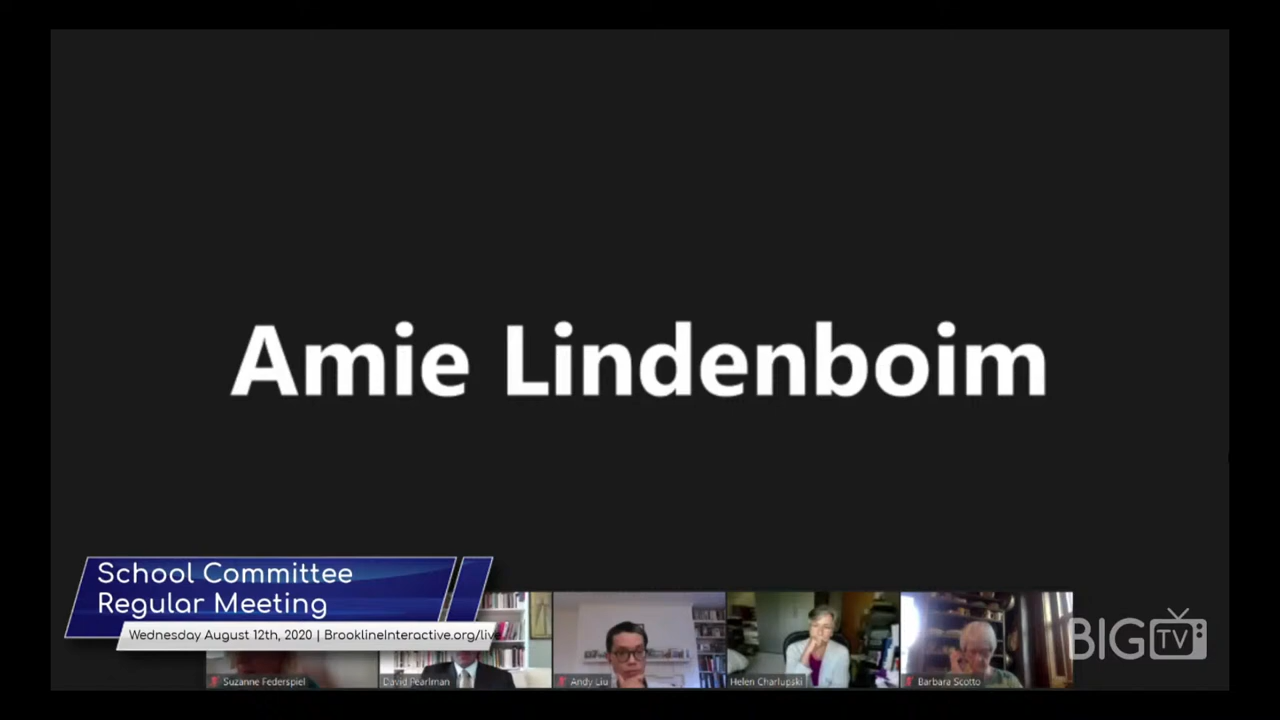 Amie Lindenboim
School Committee
Regular Meeting
Wednesday August 12th, 2020 | BrooklineInteractive.org/live
BIG TV
Suzanne Federspiel
David Pearlman
Andy Liu
Helen Charlupski
Barbara Scotto